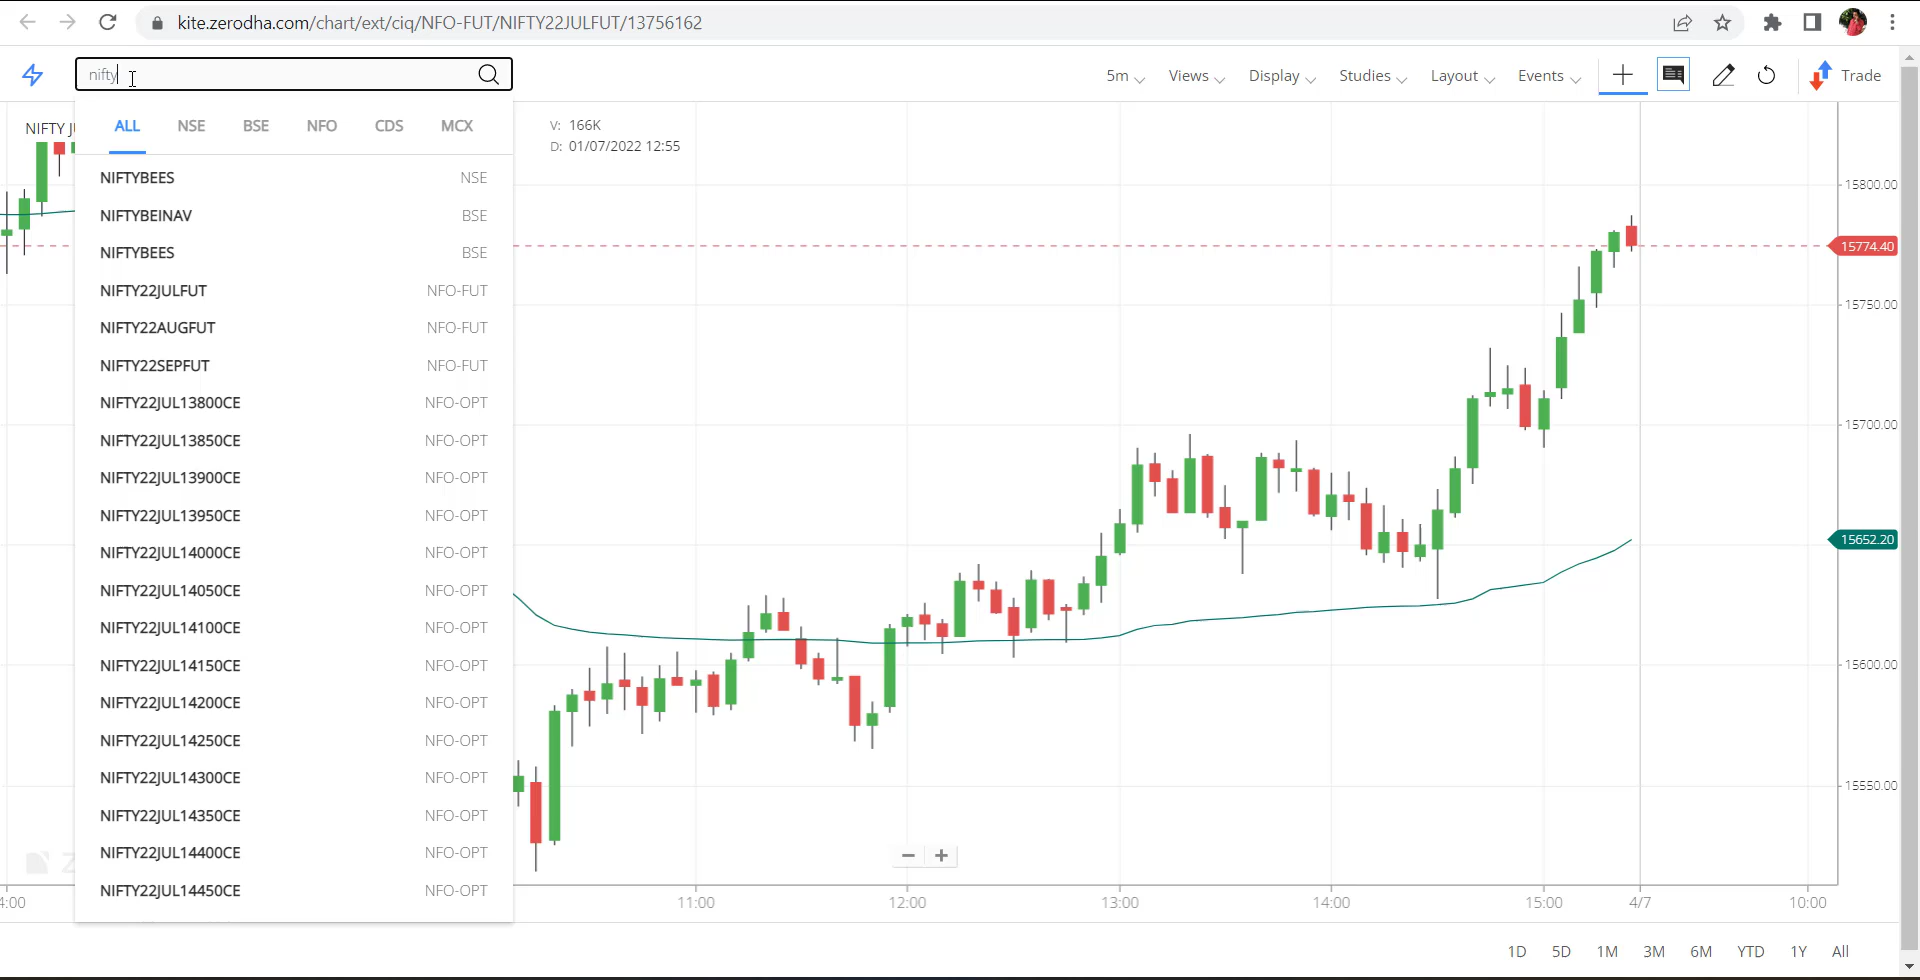 kite.zerodha.com/chart/ext/ciq/NFO-FUT/NIFTY22JULFUT/13756162
nifty
5m Views Display Studies Layout Events Trade
ALL NSE BSE NFO CDS MCX
NIFTY
V: 166K
D: 01/07/2022 12:55
NIFTYBEES NSE
NIFTYBEINAV BSE
NIFTYBEES BSE
NIFTY22JULFUT NFO-FUT
NIFTY22AUGFUT NFO-FUT
NIFTY22SEPFUT NFO-FUT
NIFTY22JUL13800CE NFO-OPT
NIFTY22JUL13850CE NFO-OPT
NIFTY22JUL13900CE NFO-OPT
NIFTY22JUL13950CE NFO-OPT
NIFTY22JUL14000CE NFO-OPT
NIFTY22JUL14050CE NFO-OPT
NIFTY22JUL14100CE NFO-OPT
NIFTY22JUL14150CE NFO-OPT
NIFTY22JUL14200CE NFO-OPT
NIFTY22JUL14250CE NFO-OPT
NIFTY22JUL14300CE NFO-OPT
NIFTY22JUL14350CE NFO-OPT
NIFTY22JUL14400CE NFO-OPT
NIFTY22JUL14450CE NFO-OPT
15800.00
15774.40
15750.00
15700.00
15652.20
15600.00
15550.00
4:00 11:00 12:00 13:00 14:00 15:00 4/7 10:00
1D 5D 1M 3M 6M YTD 1Y All